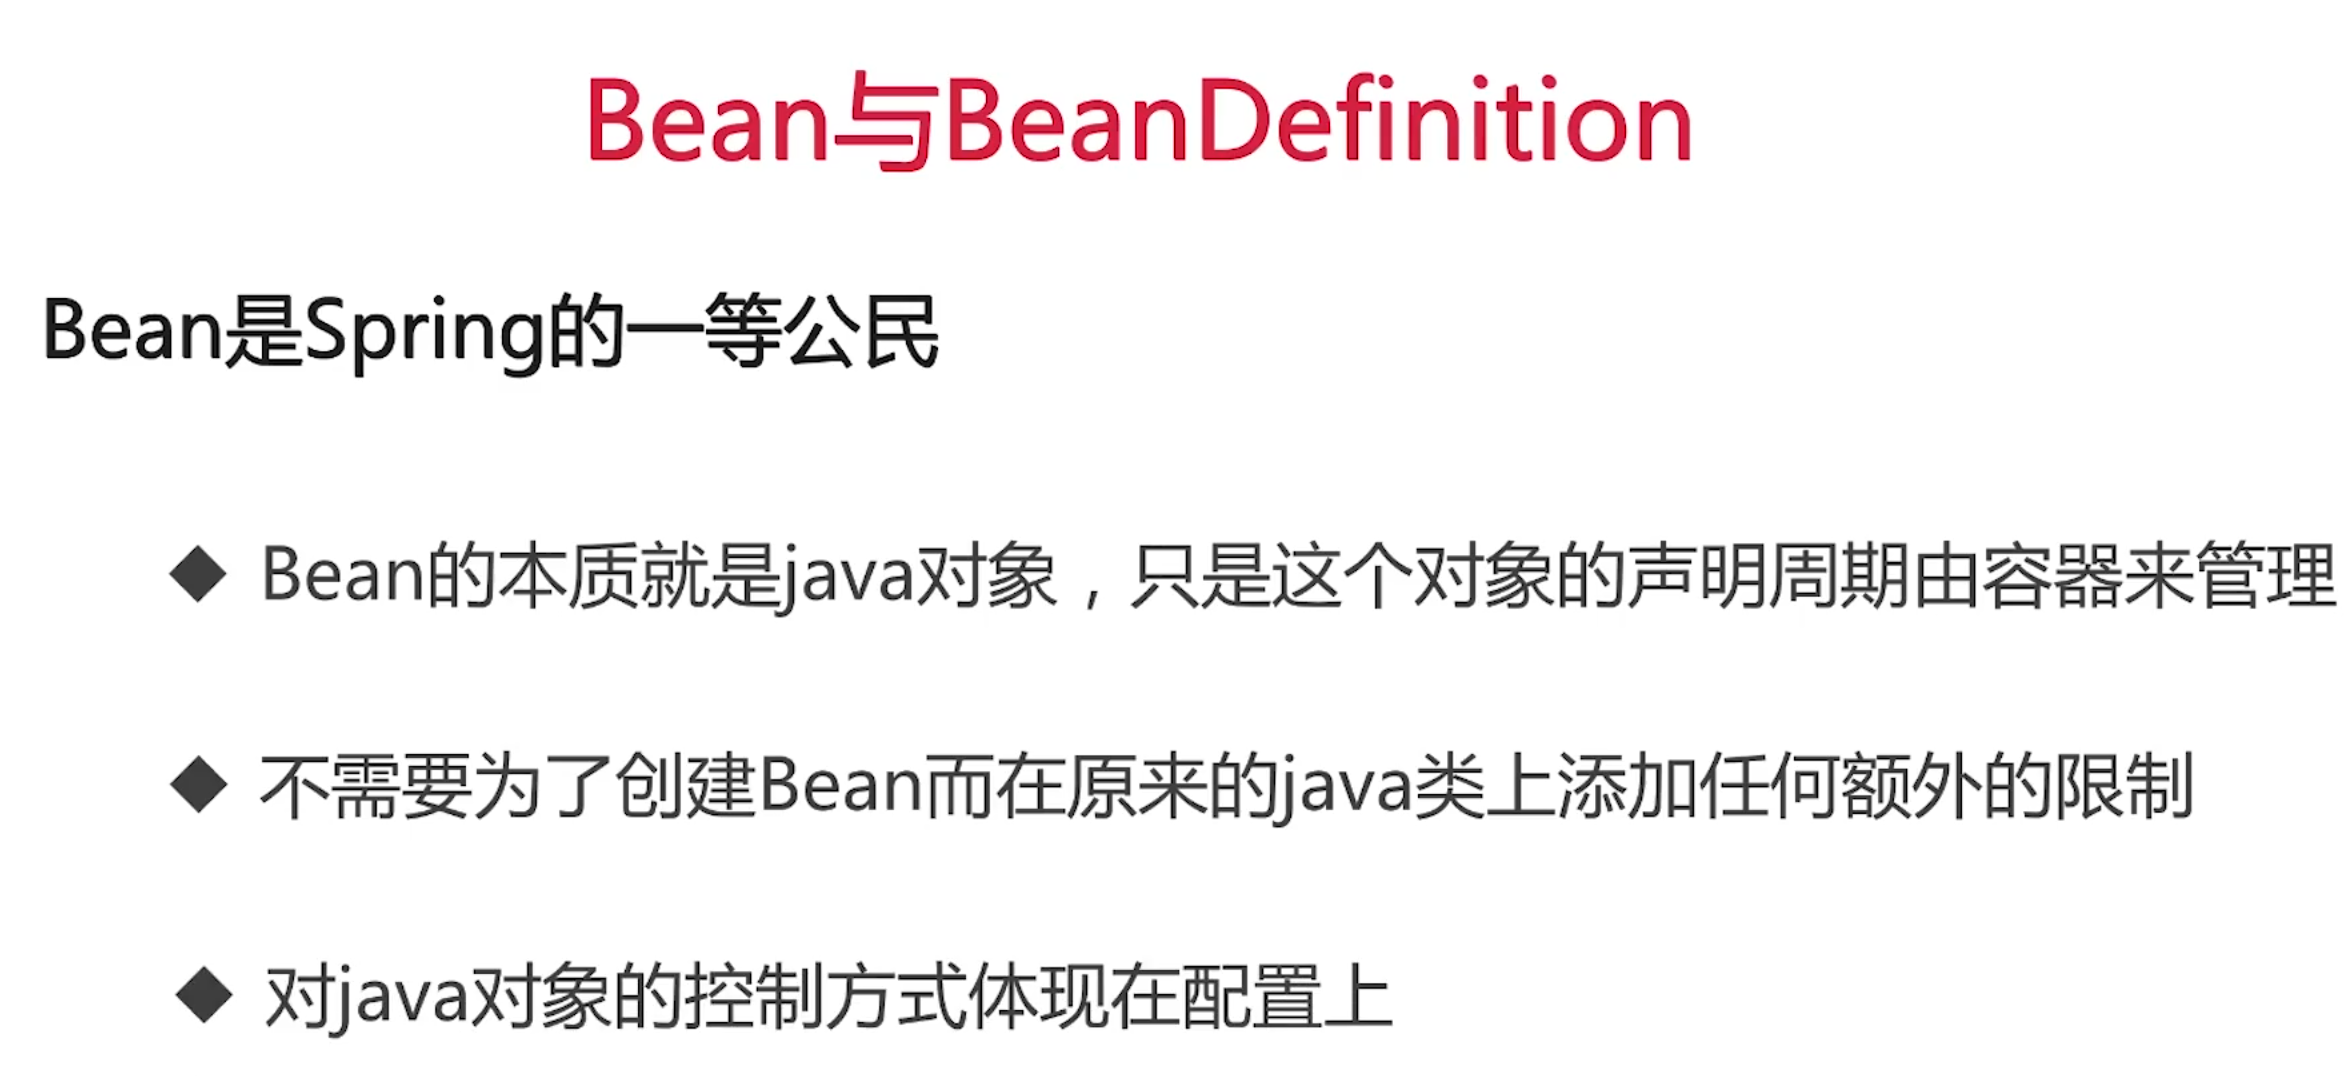 Bean与BeanDefinition
Bean是Spring的一等公民
◆ Bean的本质就是java对象，只是这个对象的声明周期由容器来管理
◆ 不需要为了创建Bean而在原来的java类上添加任何额外的限制
◆ 对java对象的控制方式体现在配置上